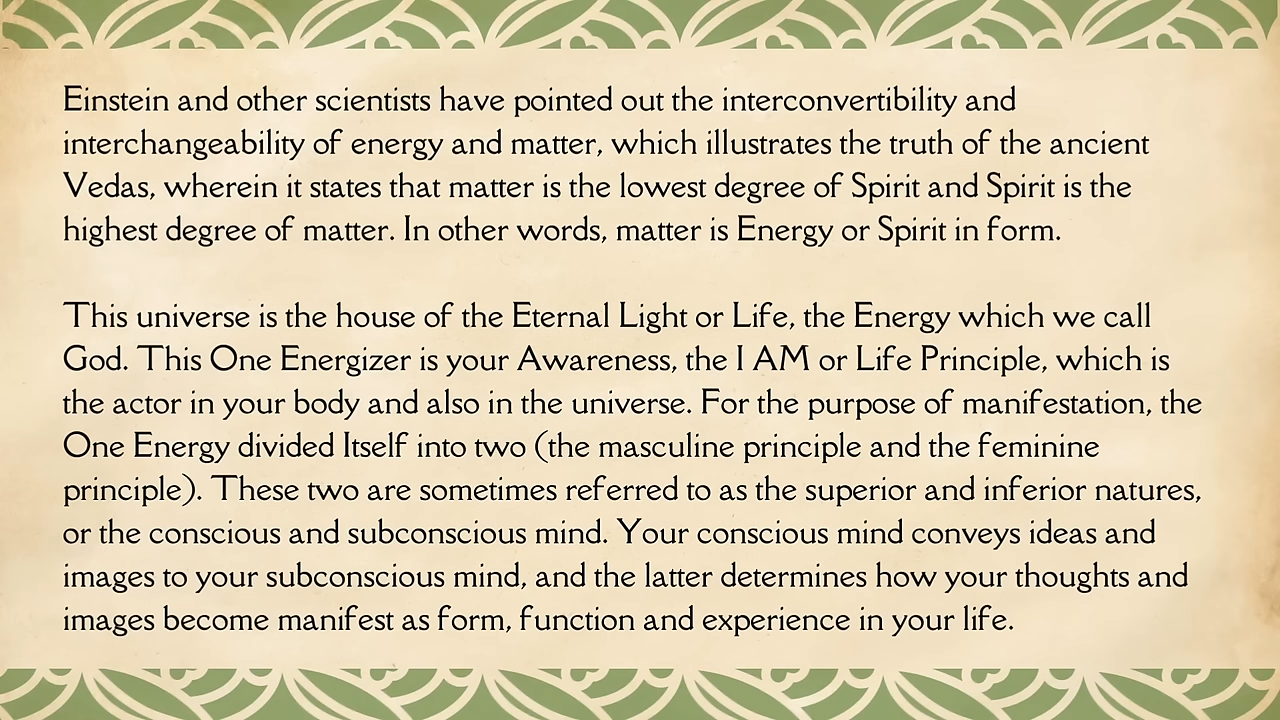 Einstein and other scientists have pointed out the interconvertibility and
interchangeability of energy and matter, which illustrates the truth of the ancient
Vedas, wherein it states that matter is the lowest degree of Spirit and Spirit is the
highest degree of matter. In other words, matter is Energy or Spirit in form.
This universe is the house of the Eternal Light or Life, the Energy which we call
God. This One Energizer is your Awareness, the I AM or Life Principle, which is
the actor in your body and also in the universe. For the purpose of manifestation, the
One Energy divided Itself into two (the masculine principle and the feminine
principle). These two are sometimes referred to as the superior and inferior natures,
or the conscious and subconscious mind. Your conscious mind conveys ideas and
images to your subconscious mind, and the latter determines how your thoughts and
images become manifest as form, function and experience in your life.